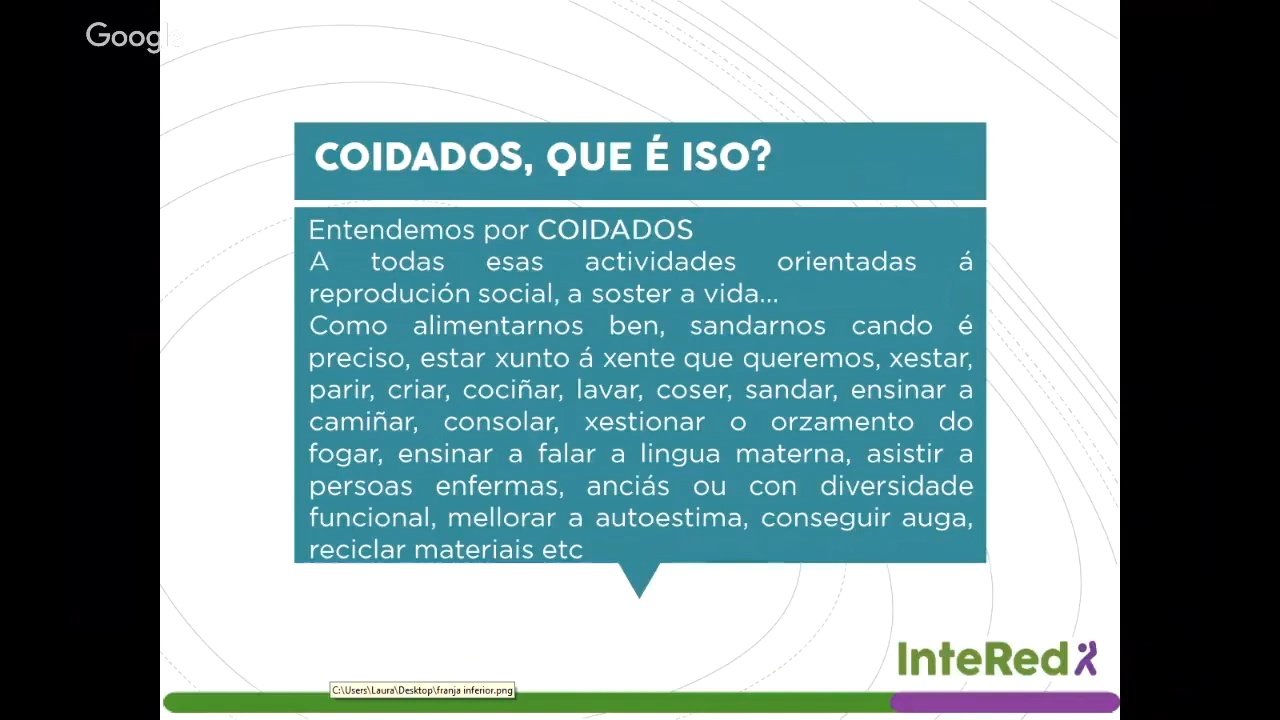 Google
COIDADOS, QUE É ISO?
Entendemos por COIDADOS
A todas esas actividades orientadas á
reprodución social, a soster a vida...
Como alimentarnos ben, sandarnos cando é
preciso, estar xunto á xente que queremos, xestar,
parir, criar, cociñar, lavar, coser, sandar, ensinar a
camiñar, consolar, xestionar o orzamento do
fogar, ensinar a falar a lingua materna, asistir a
persoas enfermas, anciás ou con diversidade
funcional, mellorar a autoestima, conseguir auga,
reciclar materiais etc
InteRed
C:\Users\Laura\Desktop\franja inferior.png